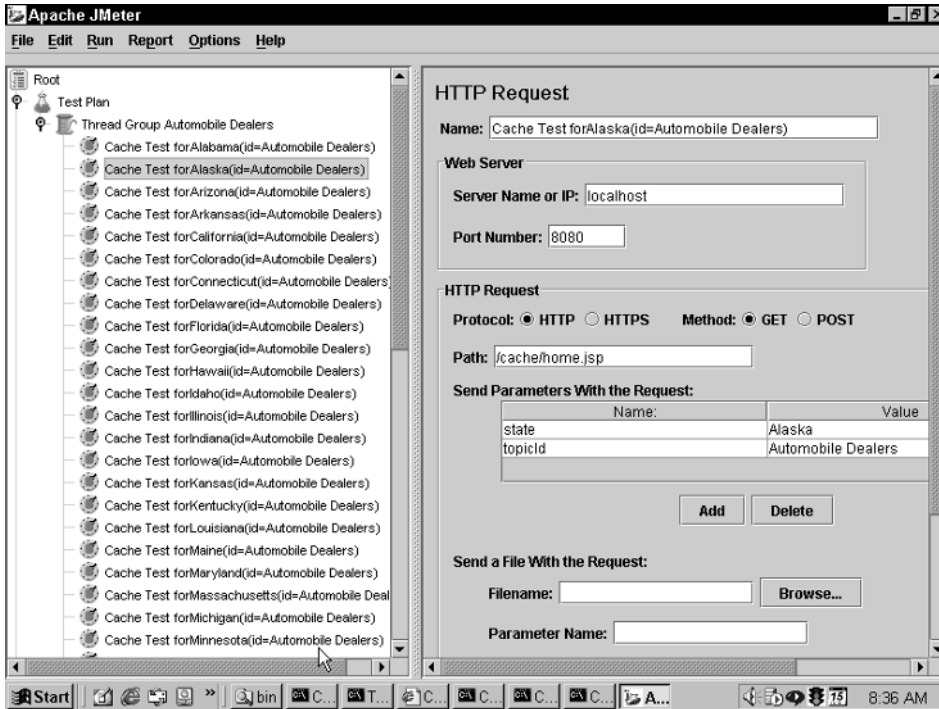 Apache JMeter
File Edit Run Report Options Help
Root
Test Plan
Thread Group Automobile Dealers
Cache Test forAlabama(id=Automobile Dealers)
Cache Test forAlaska(id=Automobile Dealers)
Cache Test forArizona(id=Automobile Dealers)
Cache Test forArkansas(id=Automobile Dealers)
Cache Test forCalifornia(id=Automobile Dealers)
Cache Test forColorado(id=Automobile Dealers)
Cache Test forConnecticut(id=Automobile Dealers)
Cache Test forDelaware(id=Automobile Dealers)
Cache Test forFlorida(id=Automobile Dealers)
Cache Test forGeorgia(id=Automobile Dealers)
Cache Test forHawaii(id=Automobile Dealers)
Cache Test forIdaho(id=Automobile Dealers)
Cache Test forIllinois(id=Automobile Dealers)
Cache Test forIndiana(id=Automobile Dealers)
Cache Test forIowa(id=Automobile Dealers)
Cache Test forKansas(id=Automobile Dealers)
Cache Test forKentucky(id=Automobile Dealers)
Cache Test forLouisiana(id=Automobile Dealers)
Cache Test forMaine(id=Automobile Dealers)
Cache Test forMaryland(id=Automobile Dealers)
Cache Test forMassachusetts(id=Automobile Deal
Cache Test forMichigan(id=Automobile Dealers)
Cache Test forMinnesota(id=Automobile Dealers)
HTTP Request
Name: Cache Test forAlaska(id=Automobile Dealers)
Web Server
Server Name or IP: localhost
Port Number: 8080
HTTP Request
Protocol: HTTP HTTPS Method: GET POST
Path: /cache/home.jsp
Send Parameters With the Request:
Name: Value
state Alaska
topicId Automobile Dealers
Add Delete
Send a File With the Request:
Filename: Browse...
Parameter Name:
Start » bin C... T... C... C... C... C... A... 15 8:36 AM